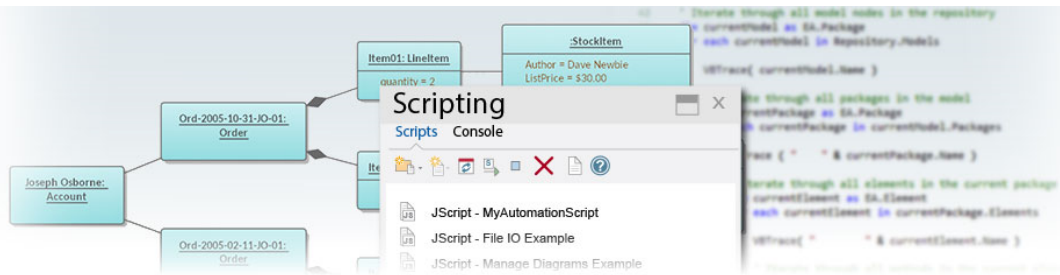 Joseph Osborne:
Account
Ord-2005-10-31-JO-01:
Order
Ord-2005-02-11-JO-01:
Order
Item01: LineItem
quantity = 2
:StockItem
Author = Dave Newbie
ListPrice = $30.00
Ite
Scripting
Scripts Console
JScript - MyAutomationScript
JScript - File IO Example
JScript - Manage Diagrams Example
Iterate through all model nodes in the repository
currentModel as EA.Package
each currentModel in Repository.Models
VBTrace( currentModel.Name )
through all packages in the model
Package as EA.Package
currentPackage in currentModel.Packages
( " " & currentPackage.Name )
through all elements in the current package
currentElement as EA.Element
each currentElement in currentPackage.Elements
VBTrace( " " & currentElement.Name )